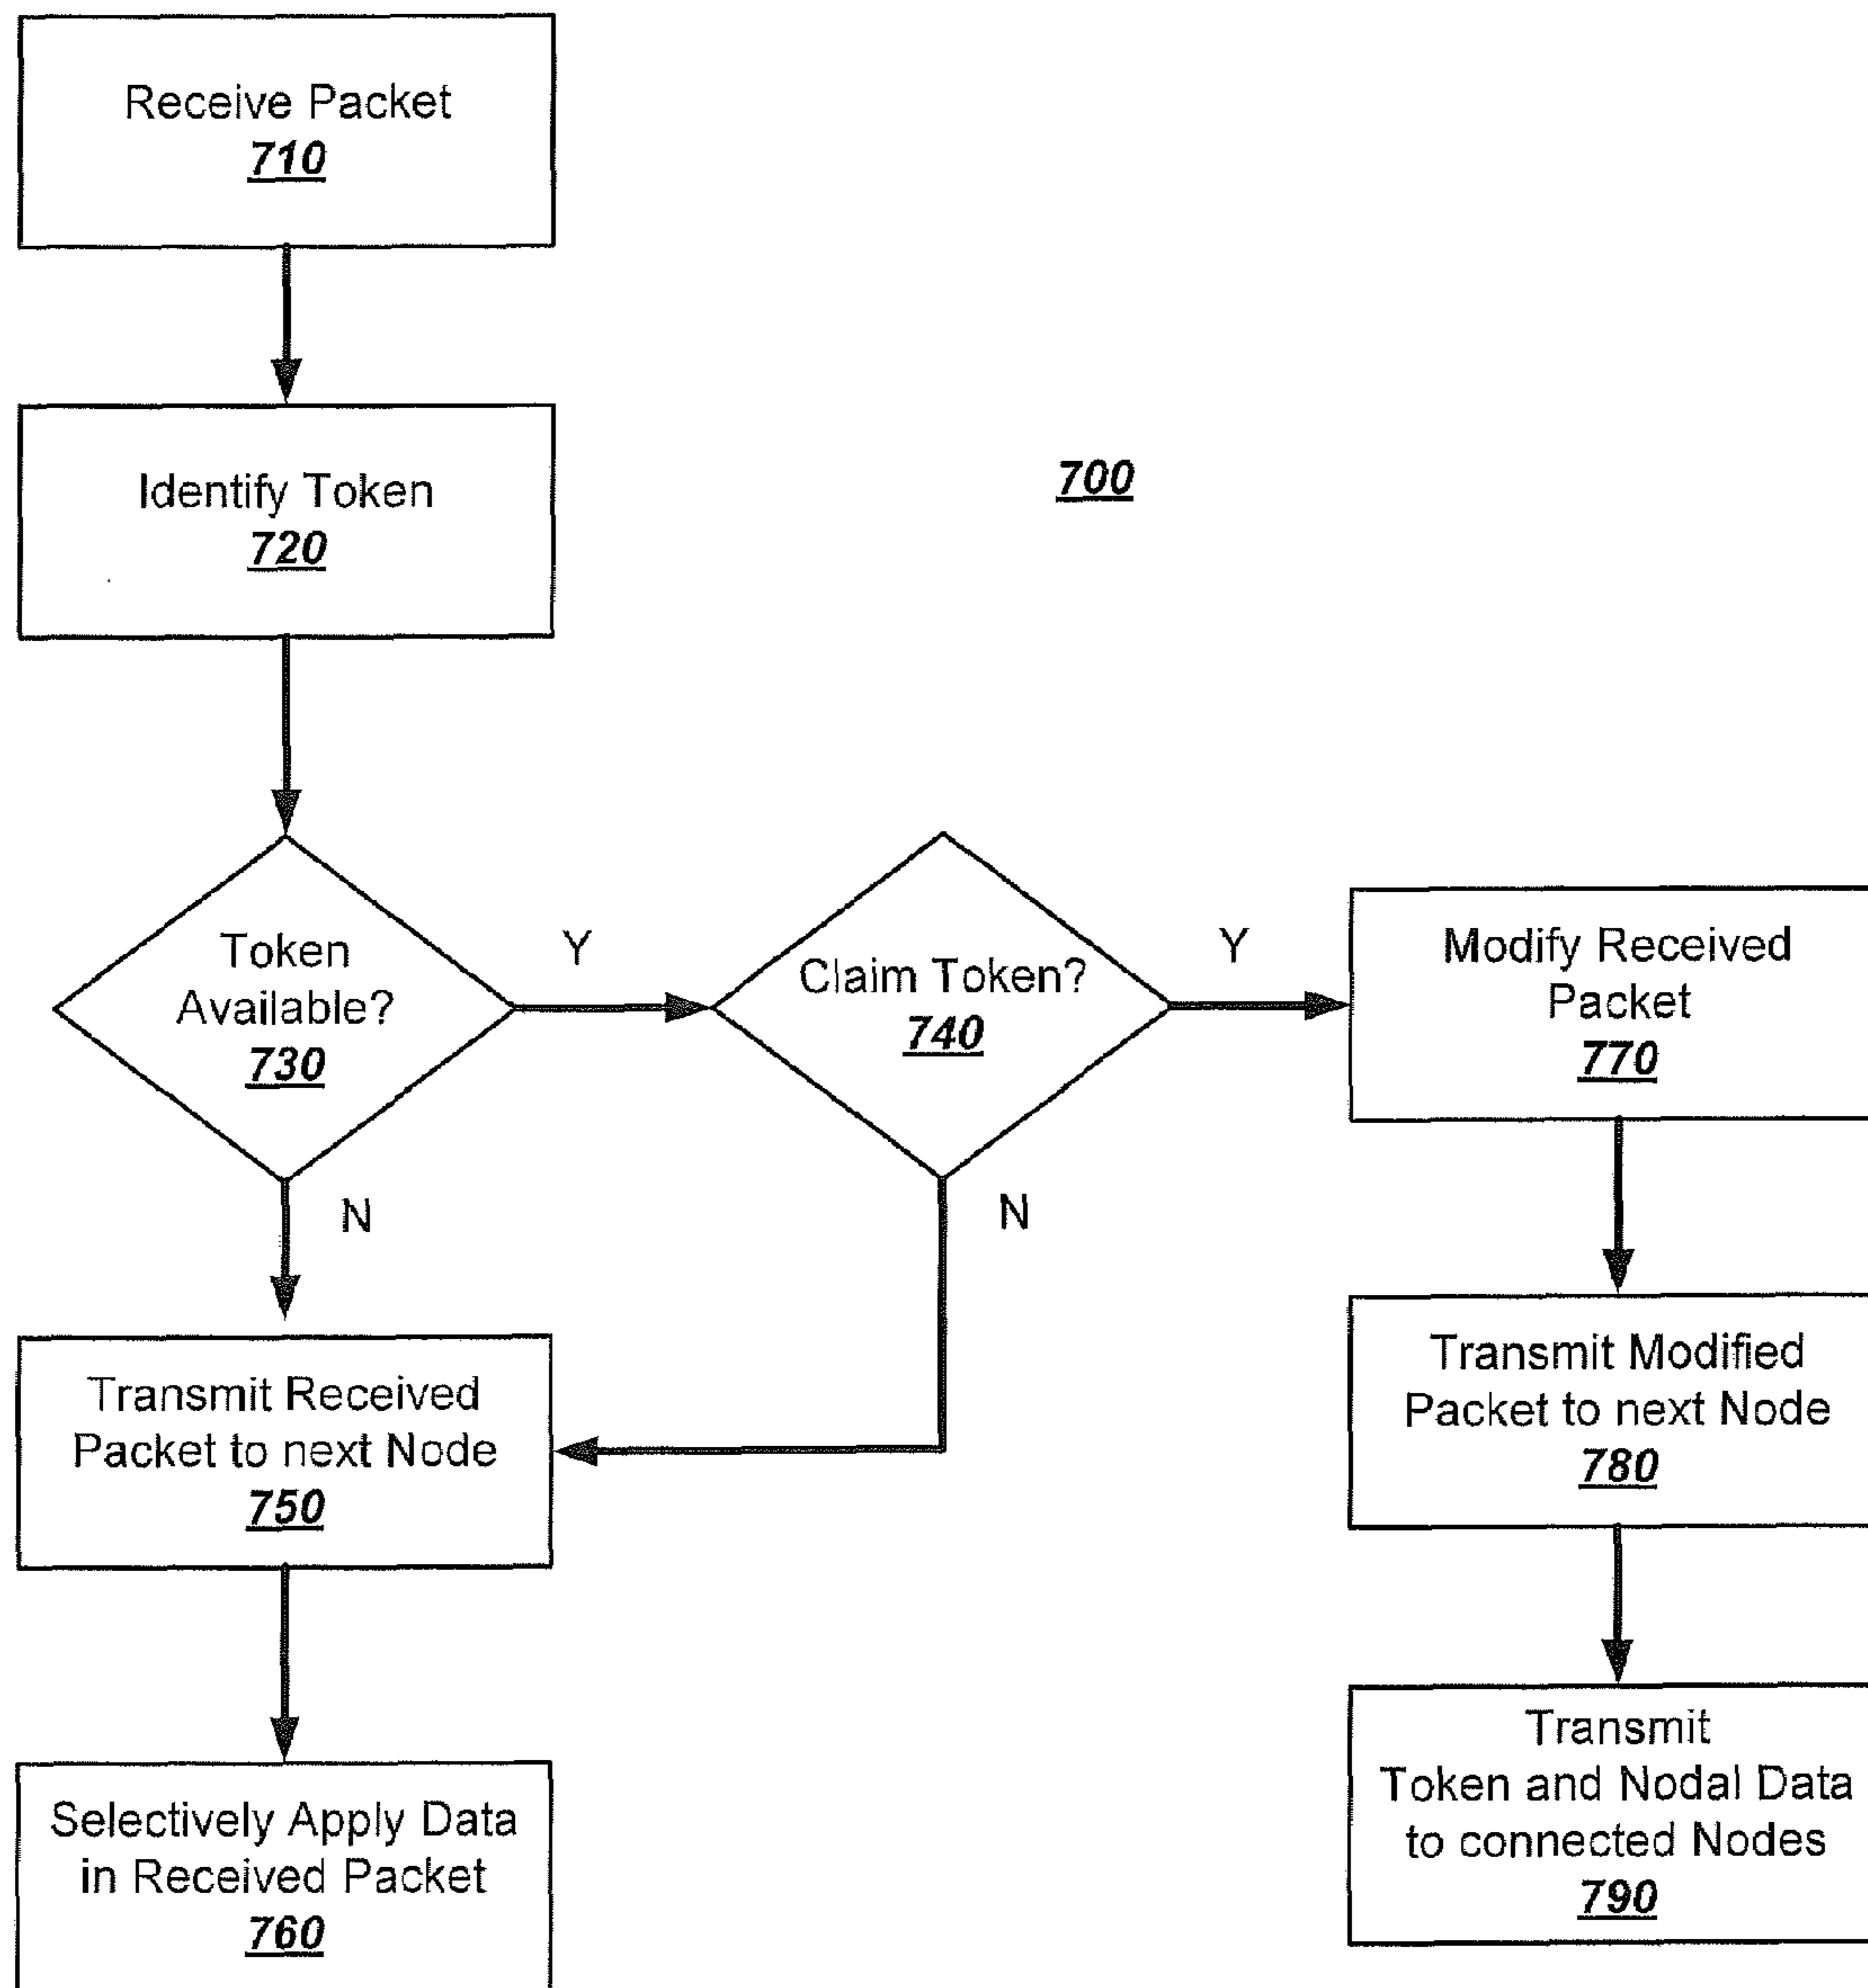 Receive Packet
710
Identify Token
720
700
Token
Available?
730
Y
N
Claim Token?
740
Y
N
Transmit Received
Packet to next Node
750
Selectively Apply Data
in Received Packet
760
Modify Received
Packet
770
Transmit Modified
Packet to next Node
780
Transmit
Token and Nodal Data
to connected Nodes
790